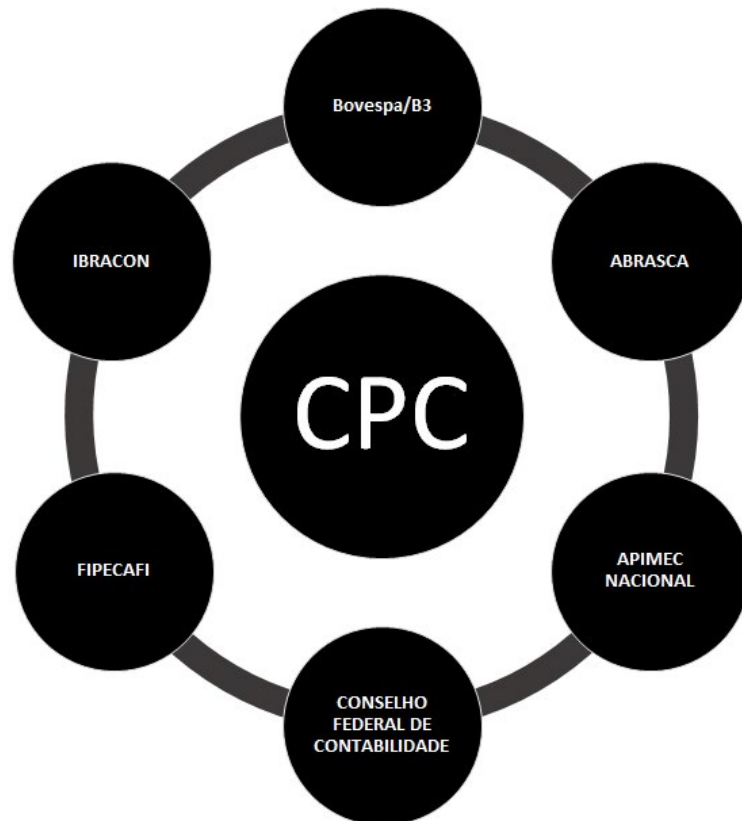 Bovespa/B3
IBRACON
ABRASCA
CPC
FIPECAFI
APIMEC
NACIONAL
CONSELHO
FEDERAL DE
CONTABILIDADE